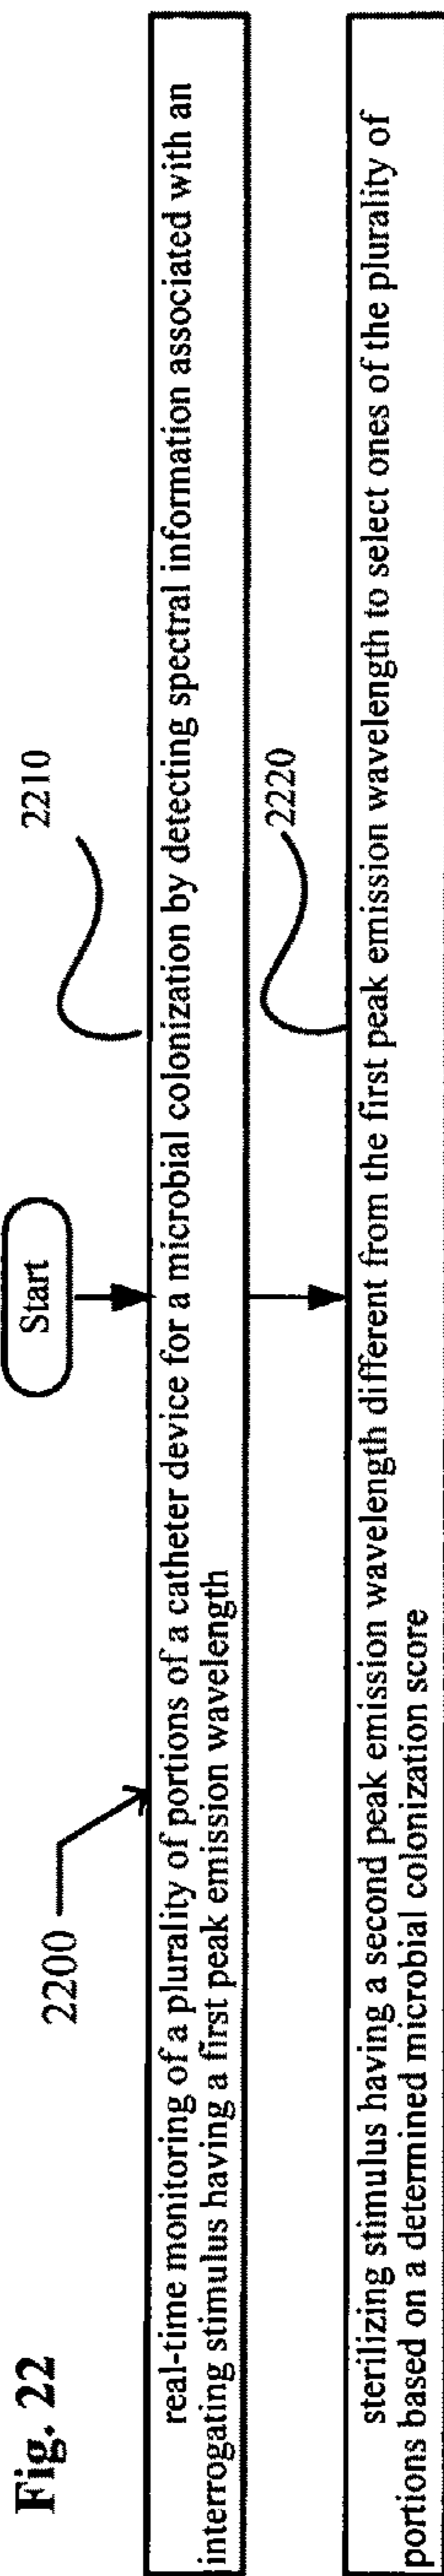 Fig. 22
2200
Start
2210
real-time monitoring of a plurality of portions of a catheter device for a microbial colonization by detecting spectral information associated with an
interrogating stimulus having a first peak emission wavelength
2220
sterilizing stimulus having a second peak emission wavelength different from the first peak emission wavelength to select ones of the plurality of
portions based on a determined microbial colonization score